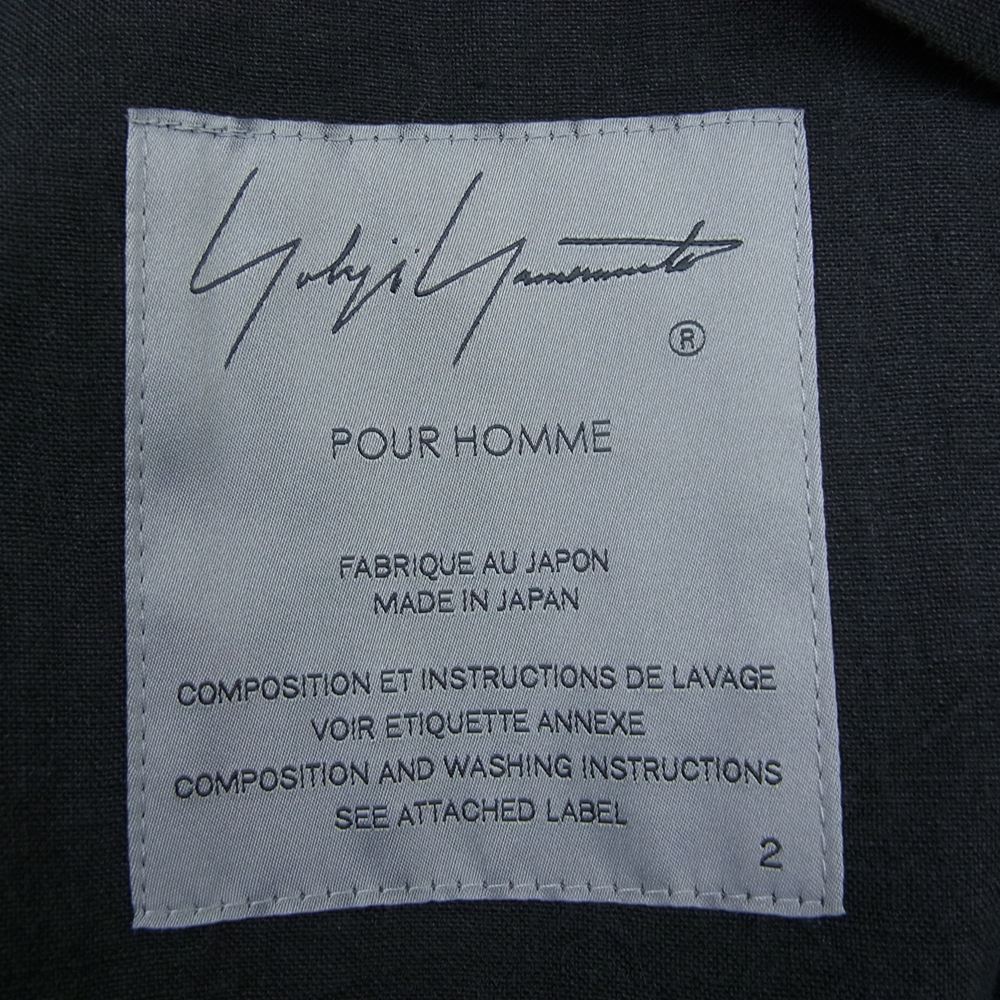 Yohji Yamamoto
®
POUR HOMME
FABRIQUE AU JAPON
MADE IN JAPAN
COMPOSITION ET INSTRUCTIONS DE LAVAGE
VOIR ETIQUETTE ANNEXE
COMPOSITION AND WASHING INSTRUCTIONS
SEE ATTACHED LABEL
2